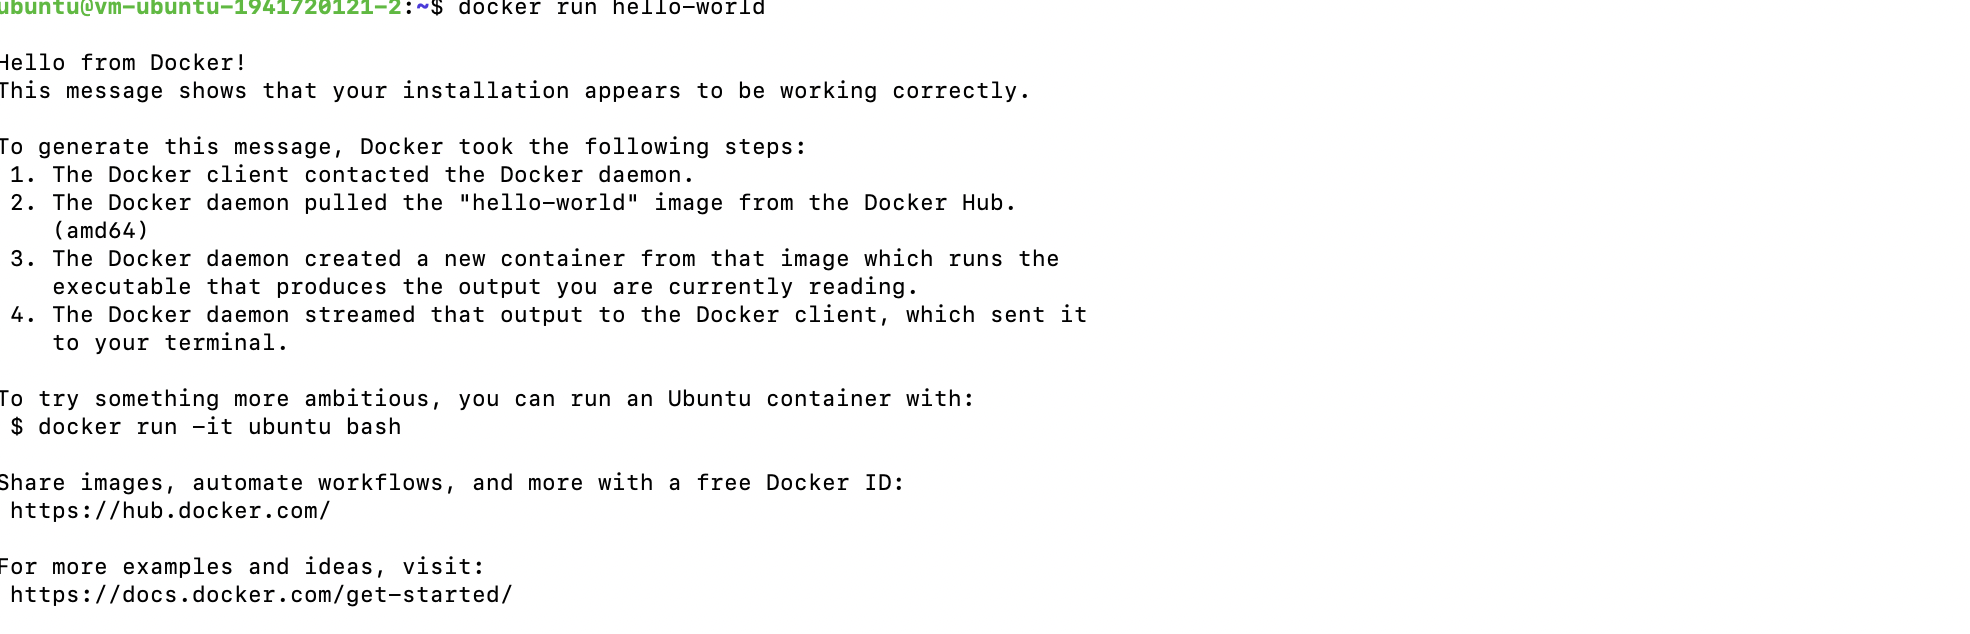 ubuntu@vm-ubuntu-1941720121-2:~$ docker run hello-world
Hello from Docker!
This message shows that your installation appears to be working correctly.
To generate this message, Docker took the following steps:
1. The Docker client contacted the Docker daemon.
2. The Docker daemon pulled the "hello-world" image from the Docker Hub.
(amd64)
3. The Docker daemon created a new container from that image which runs the
executable that produces the output you are currently reading.
4. The Docker daemon streamed that output to the Docker client, which sent it
to your terminal.
To try something more ambitious, you can run an Ubuntu container with:
$ docker run -it ubuntu bash
Share images, automate workflows, and more with a free Docker ID:
https://hub.docker.com/
For more examples and ideas, visit:
https://docs.docker.com/get-started/